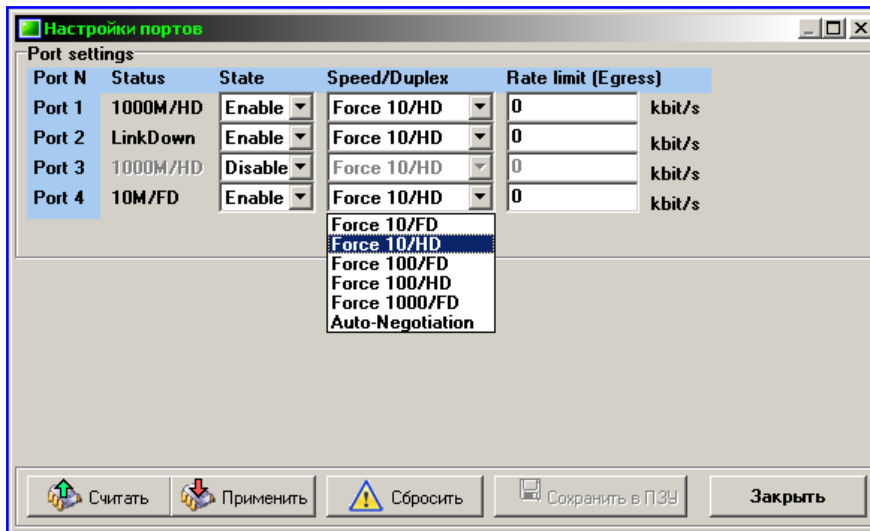 Настройки портов
Port settings
Port N Status State Speed/Duplex Rate limit (Egress)
Port 1 1000M/HD Enable Force 10/HD 0 kbit/s
Port 2 LinkDown Enable Force 10/HD 0 kbit/s
Port 3 1000M/HD Disable Force 10/HD 0 kbit/s
Port 4 10M/FD Enable Force 10/HD 0 kbit/s
Force 10/FD
Force 10/HD
Force 100/FD
Force 100/HD
Force 1000/FD
Auto-Negotiation
Считать Применить Сбросить Сохранить в ПЗУ Закрыть